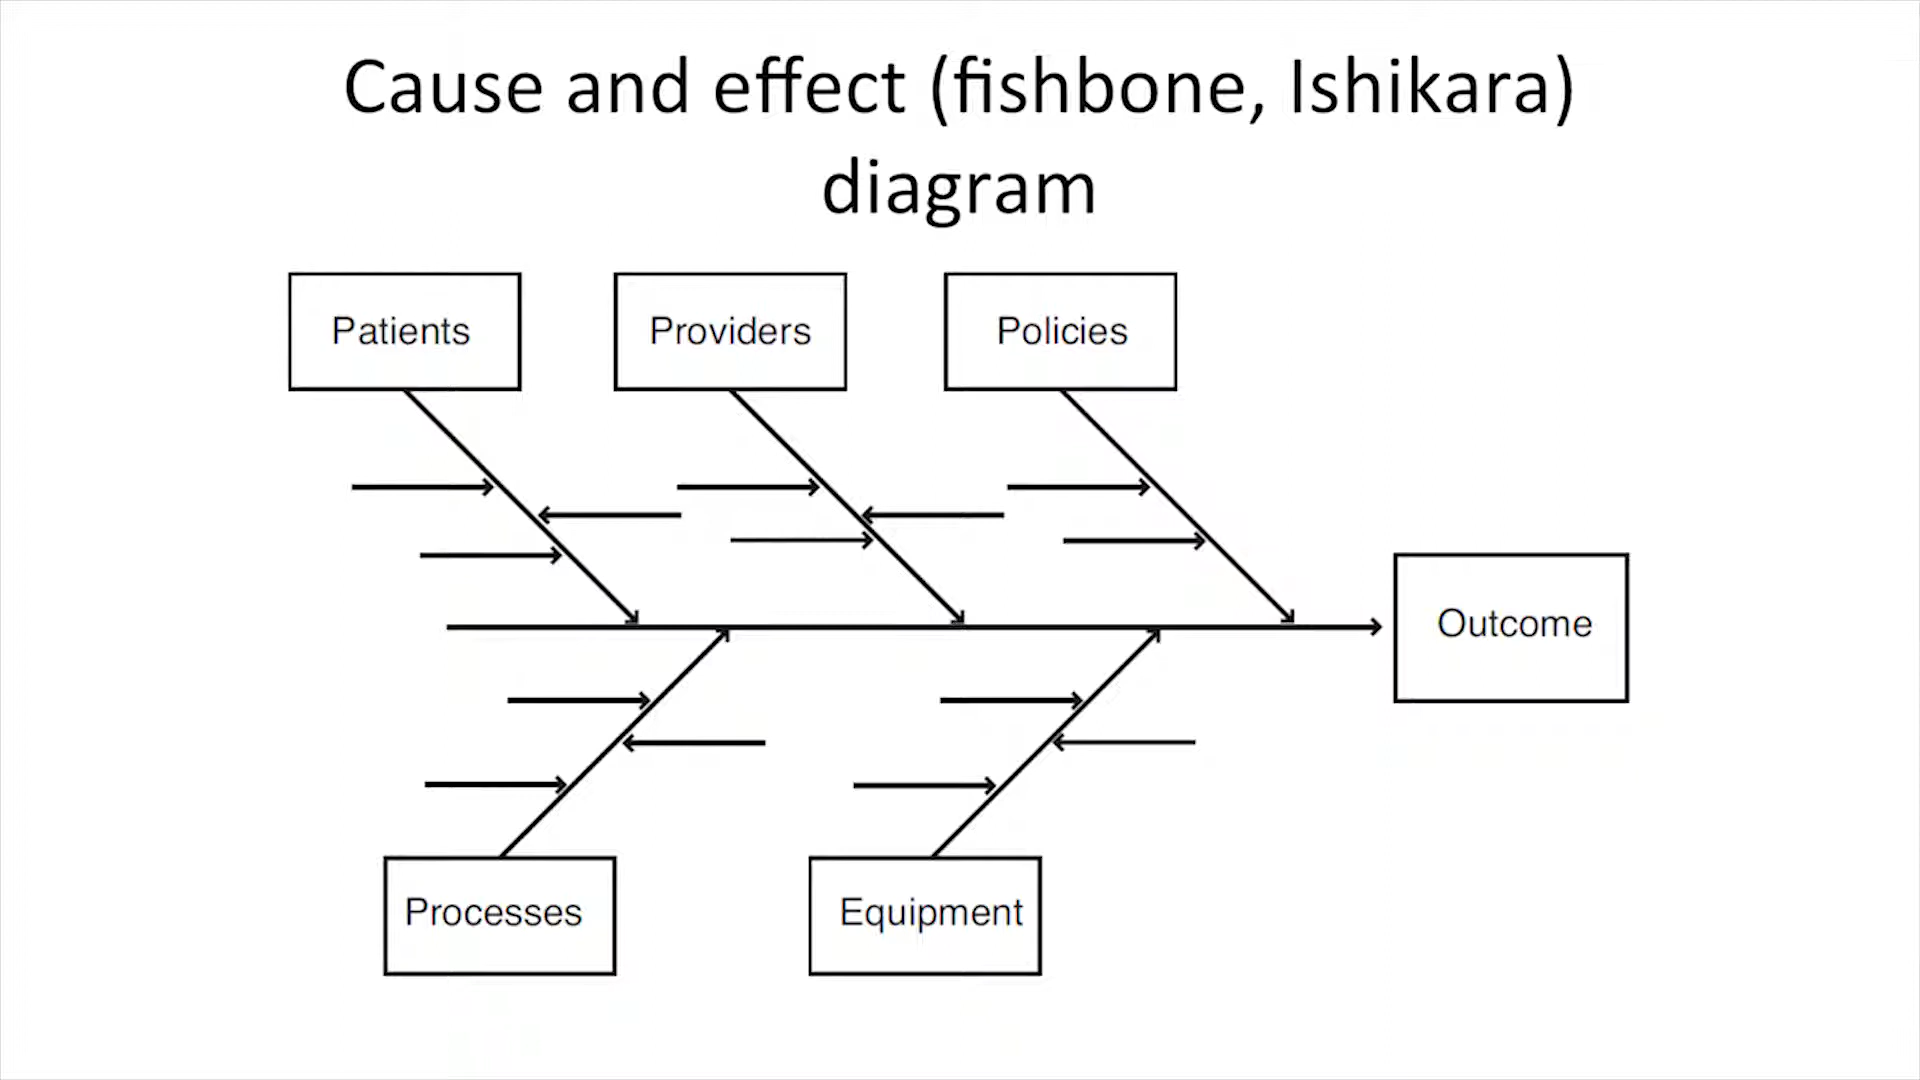 Cause and effect (fishbone, Ishikara)
diagram
Patients
Providers
Policies
Outcome
Processes
Equipment